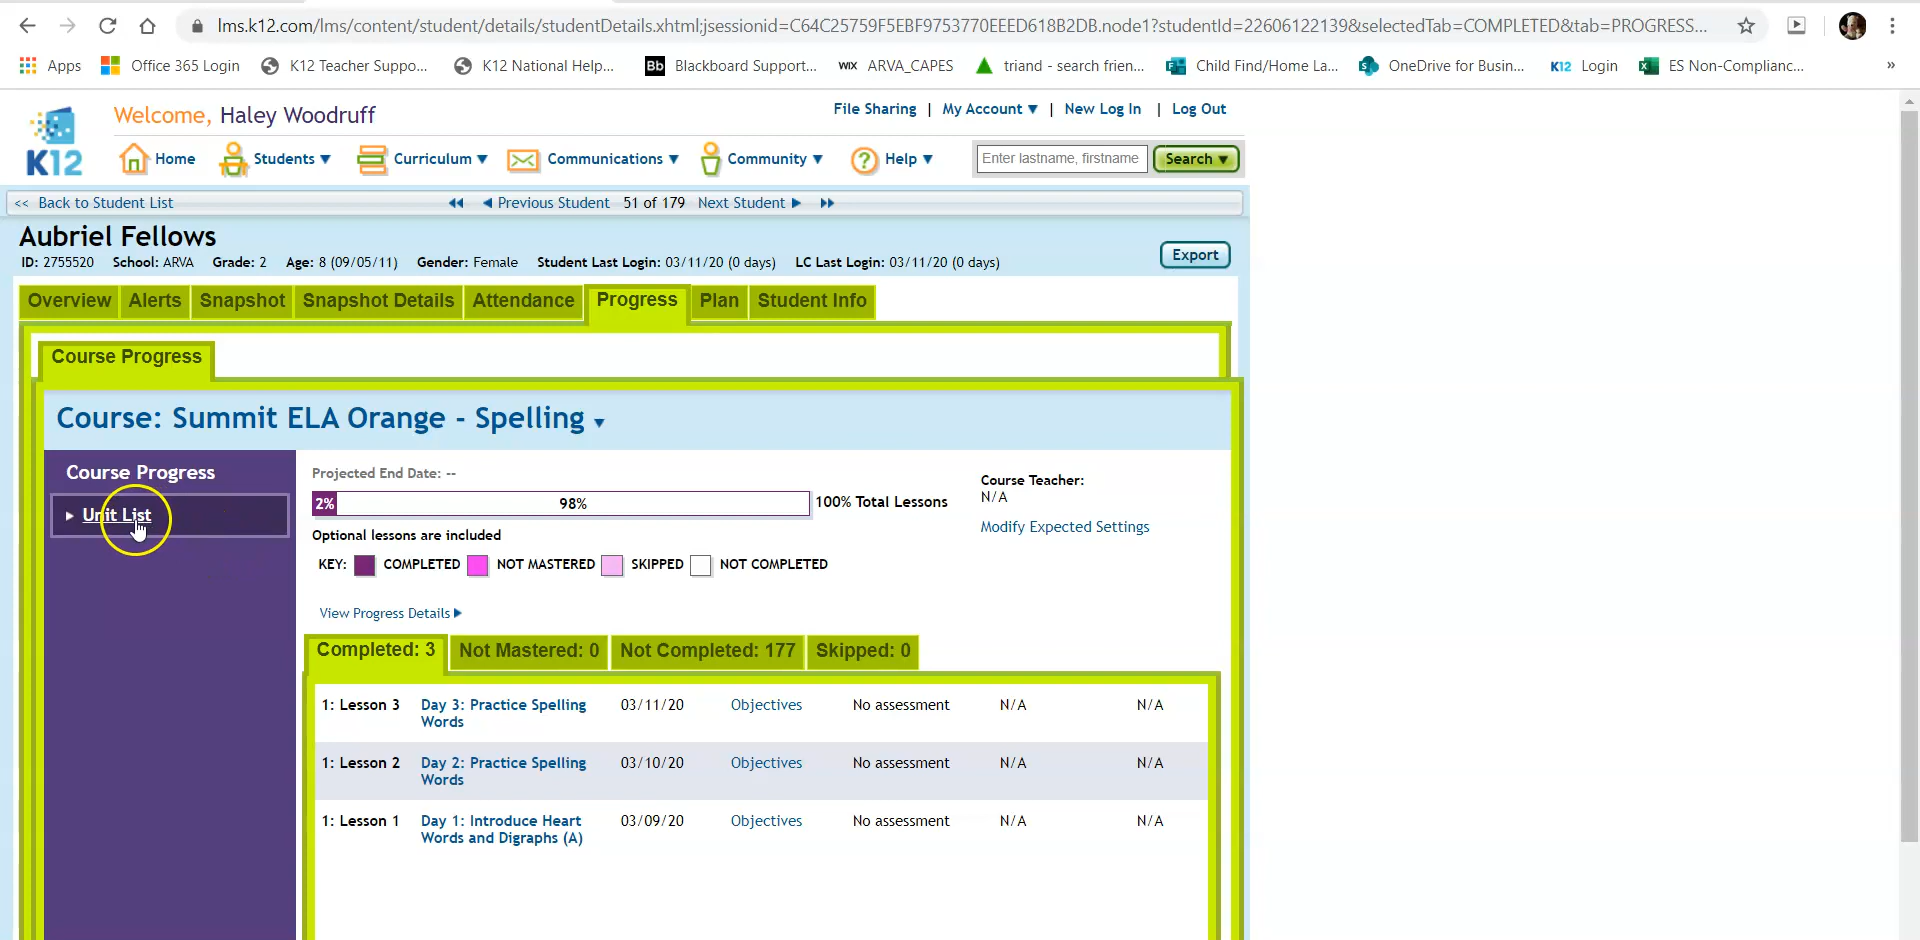 lms.k12.com/lms/content/student/details/studentDetails.xhtml;jsessionid=C64C25759F5EBF9753770EEED618B2DB.node1?studentId=22606122139&selectedTab=COMPLETED&tab=PROGRESS...
Apps Office 365 Login K12 Teacher Suppo... K12 National Help... Bb Blackboard Support... WIX ARVA_CAPES triand - search frien... Child Find/Home La... OneDrive for Busin... K12 Login ES Non-Complianc... »
K12
Welcome, Haley Woodruff
File Sharing | My Account ▼ | New Log In | Log Out
Home Students ▼ Curriculum ▼ Communications ▼ Community ▼ ? Help ▼ Enter lastname, firstname Search ▼
<< Back to Student List ◀◀ ◀ Previous Student 51 of 179 Next Student ▶ ▶▶
Aubriel Fellows
ID: 2755520 School: ARVA Grade: 2 Age: 8 (09/05/11) Gender: Female Student Last Login: 03/11/20 (0 days) LC Last Login: 03/11/20 (0 days)
Export
Overview Alerts Snapshot Snapshot Details Attendance Progress Plan Student Info
Course Progress
Course: Summit ELA Orange - Spelling ▾
Course Progress
▸ Unit List
Projected End Date: --
2% 98% 100% Total Lessons
Optional lessons are included
KEY: COMPLETED NOT MASTERED SKIPPED NOT COMPLETED
Course Teacher:
N/A
Modify Expected Settings
View Progress Details ▶
Completed: 3 Not Mastered: 0 Not Completed: 177 Skipped: 0
1: Lesson 3 Day 3: Practice Spelling Words 03/11/20 Objectives No assessment N/A N/A
1: Lesson 2 Day 2: Practice Spelling Words 03/10/20 Objectives No assessment N/A N/A
1: Lesson 1 Day 1: Introduce Heart Words and Digraphs (A) 03/09/20 Objectives No assessment N/A N/A